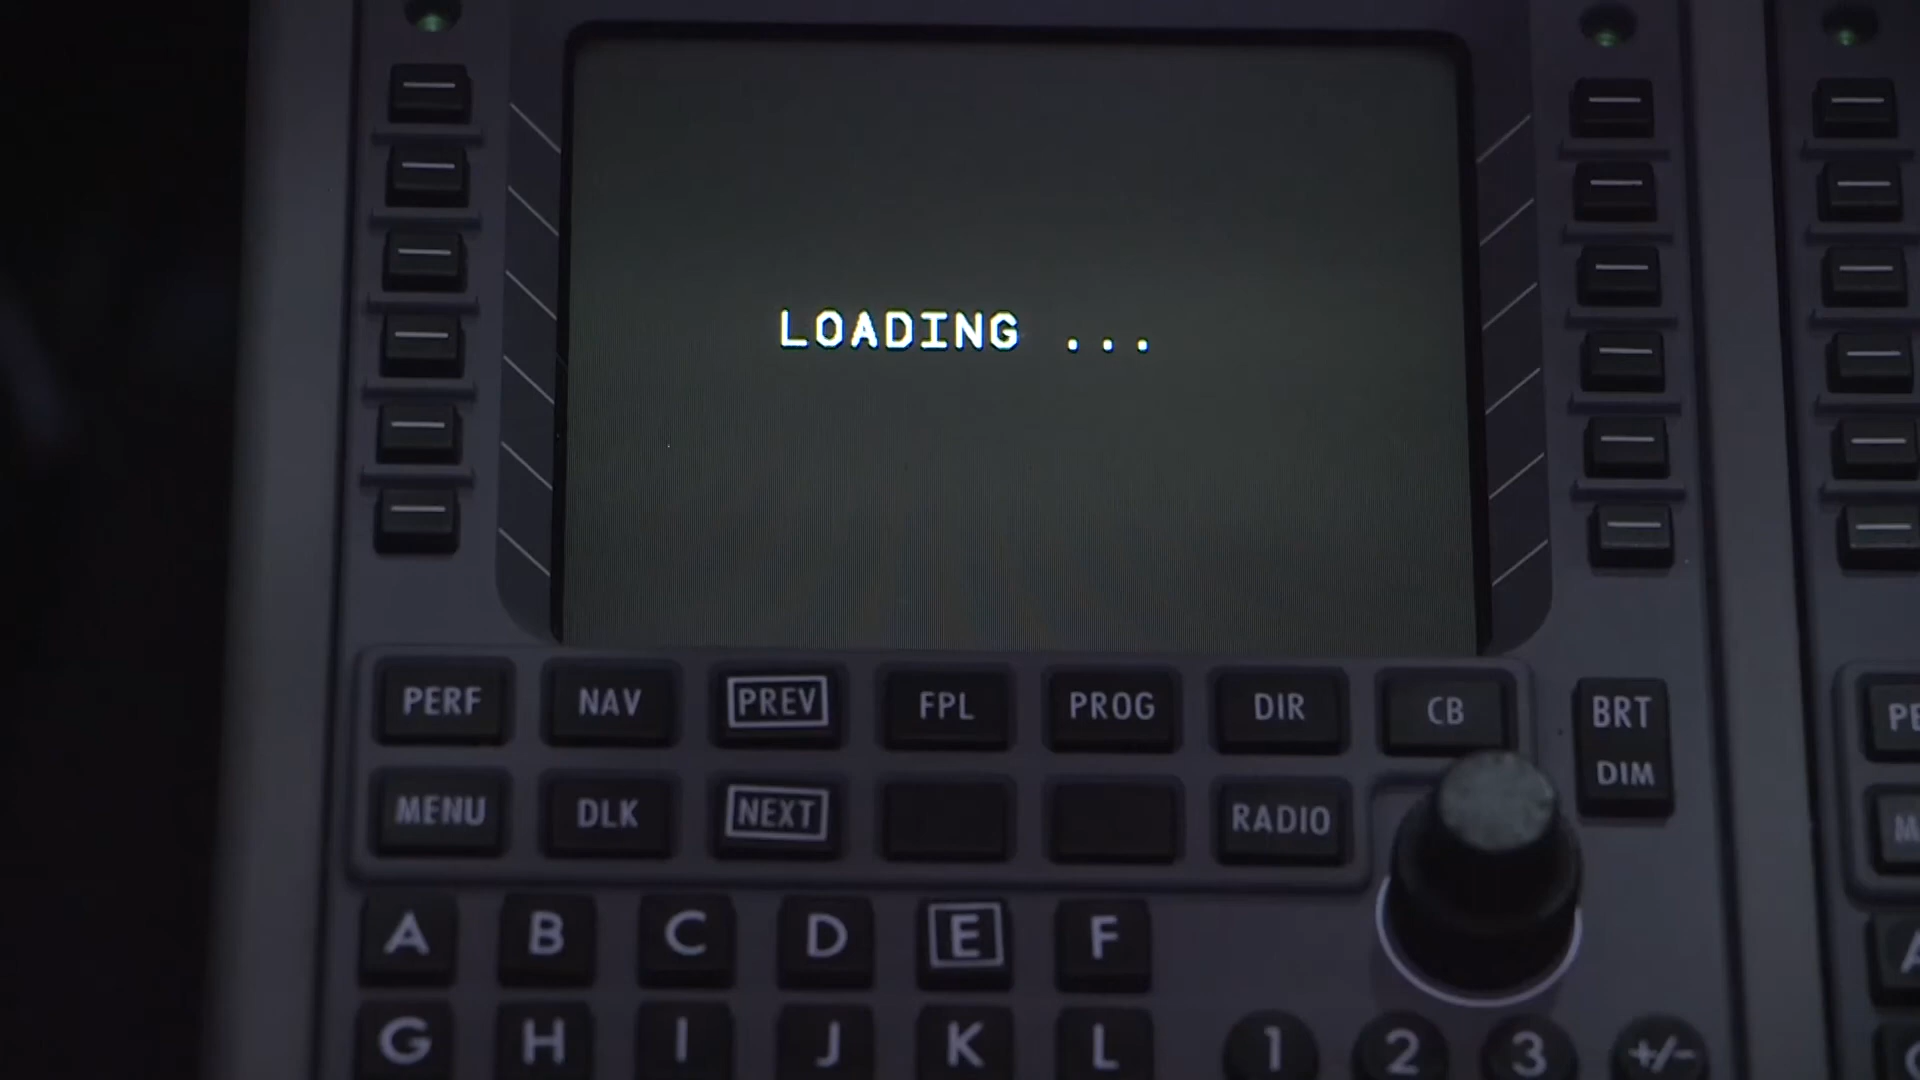 LOADING ...
PERF NAV PREV FPL PROG DIR CB BRT
DIM
MENU DLK NEXT RADIO
A B C D E F
G H I J K L 1 2 3 +/-